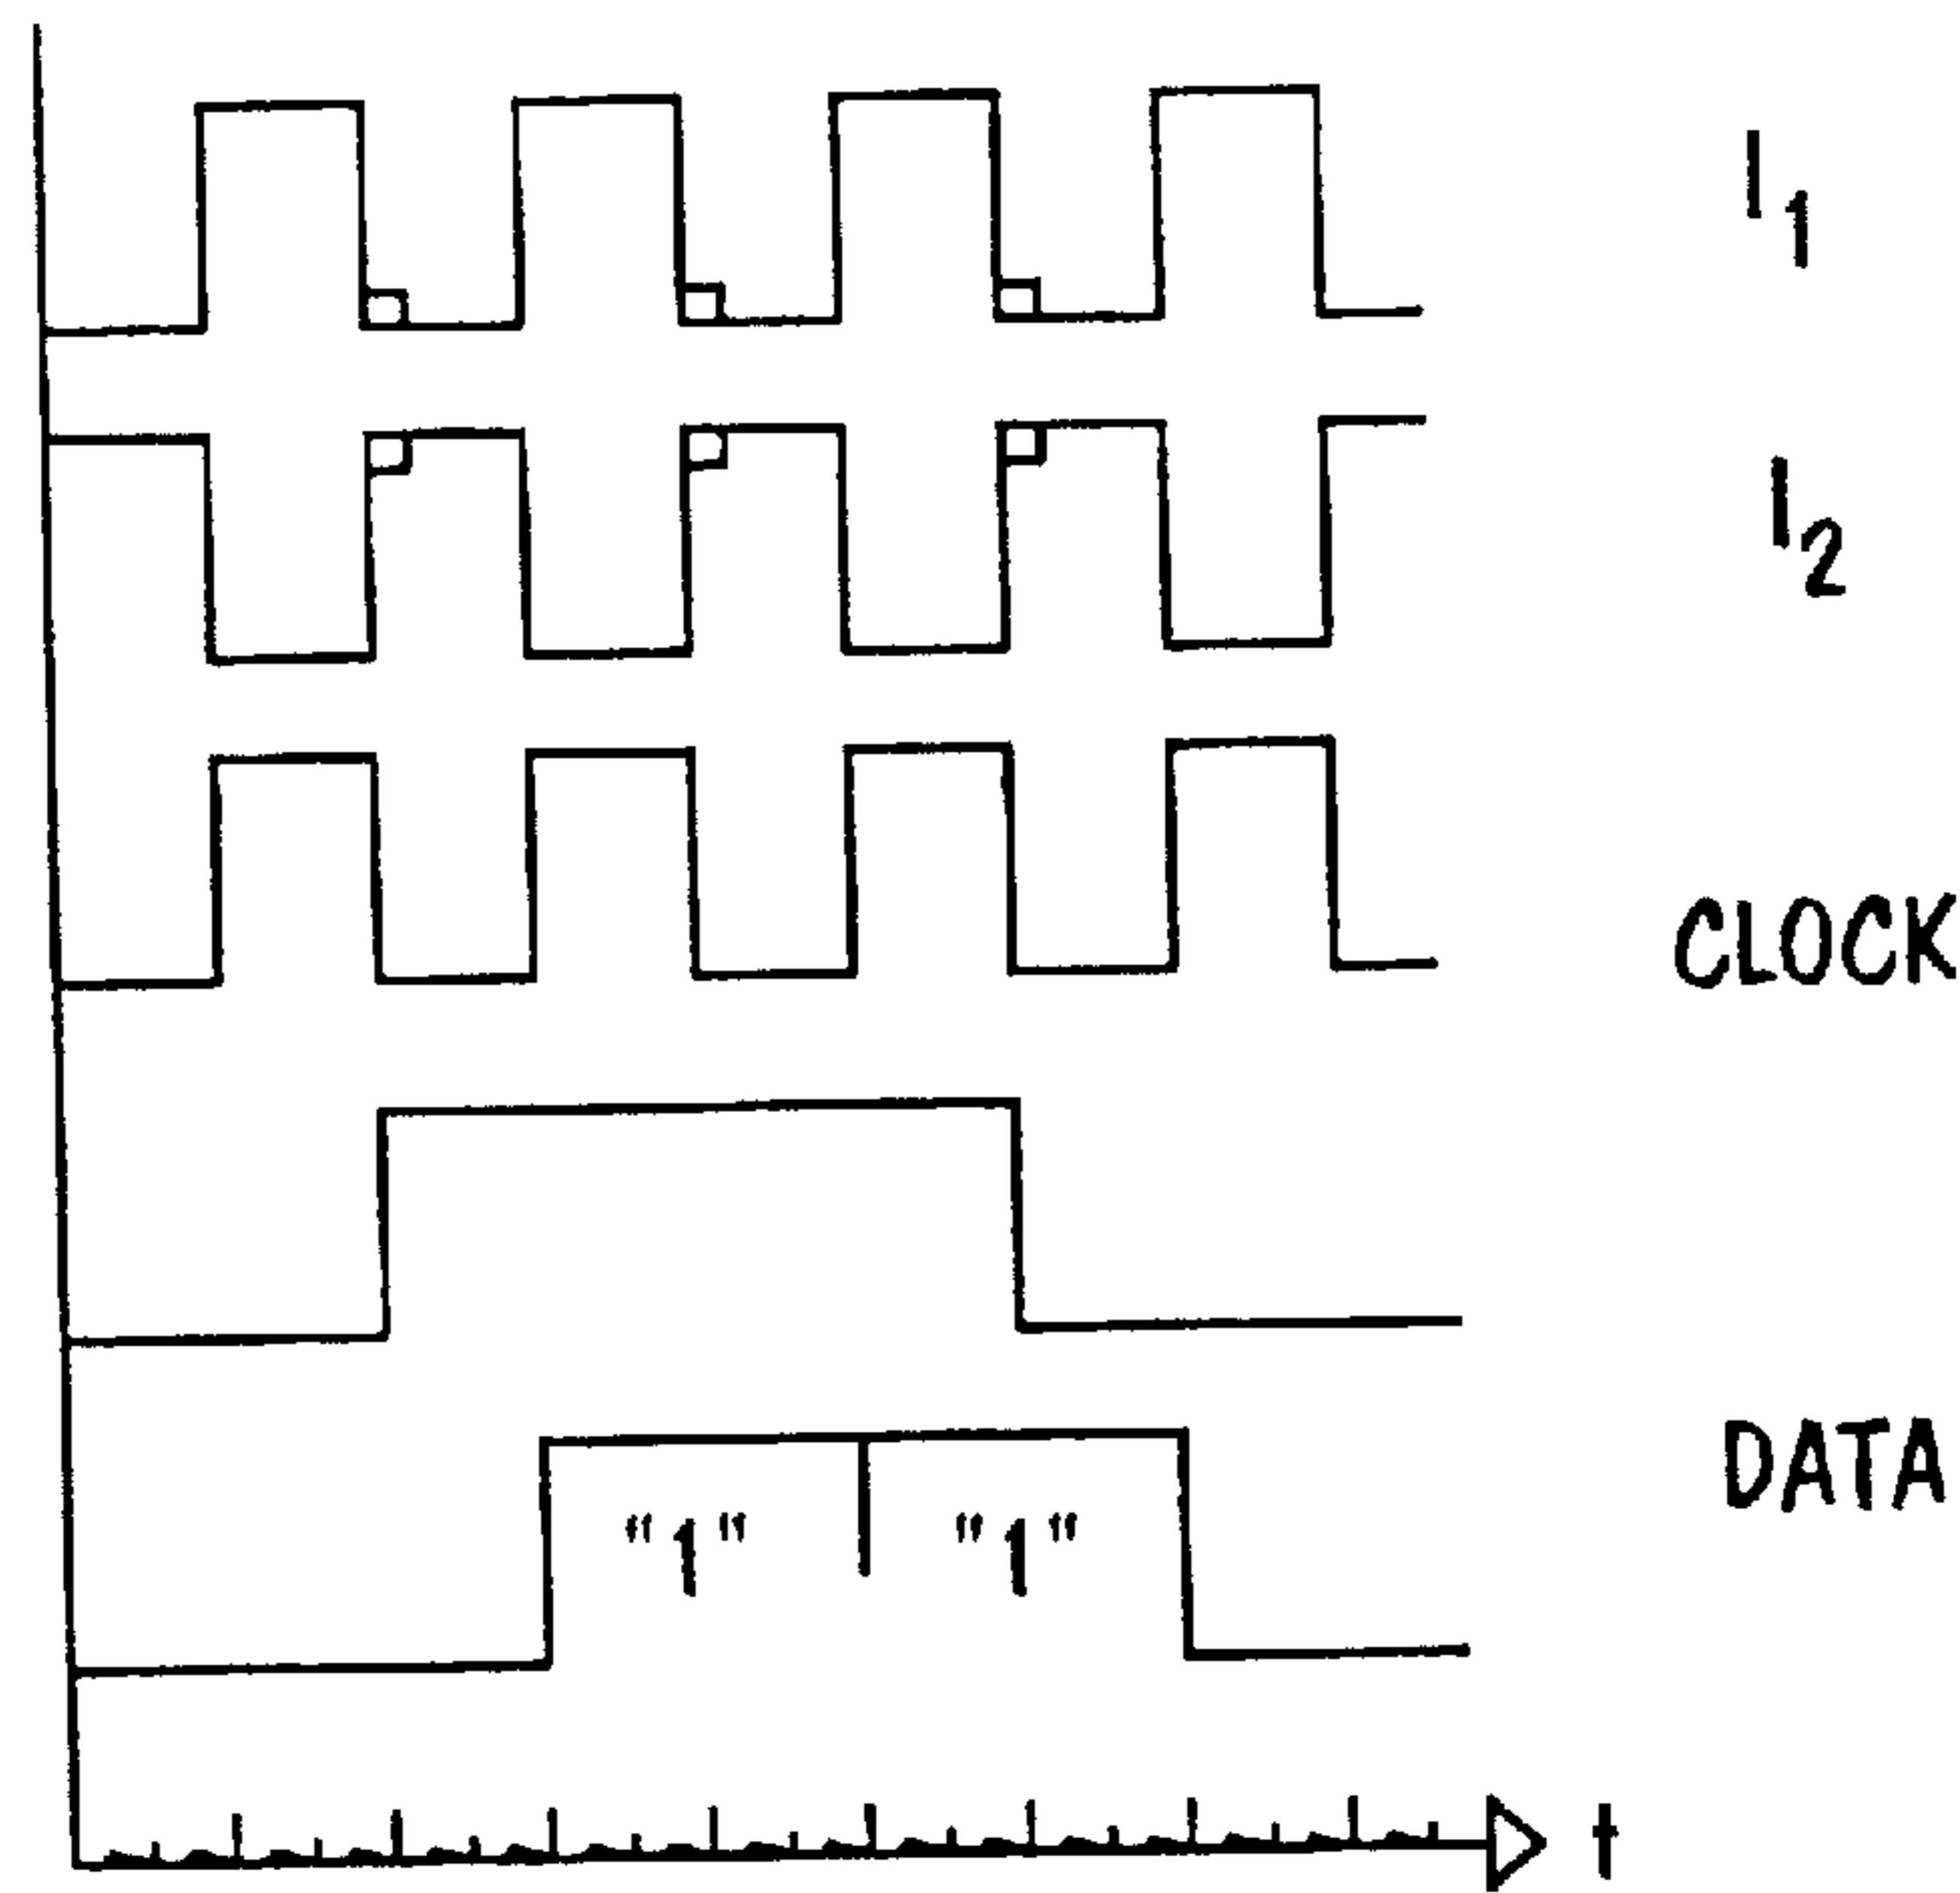 I1
I2
CLOCK
DATA
"1" "1"
t